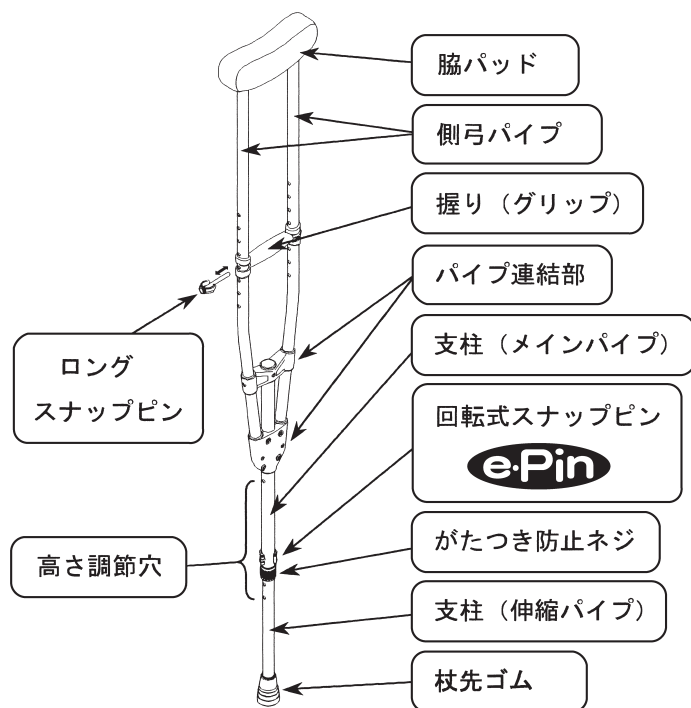 脇パッド
側弓パイプ
握り（グリップ）
パイプ連結部
支柱（メインパイプ）
ロング
スナップピン
回転式スナップピン
e・Pin
がたつき防止ネジ
高さ調節穴
支柱（伸縮パイプ）
杖先ゴム